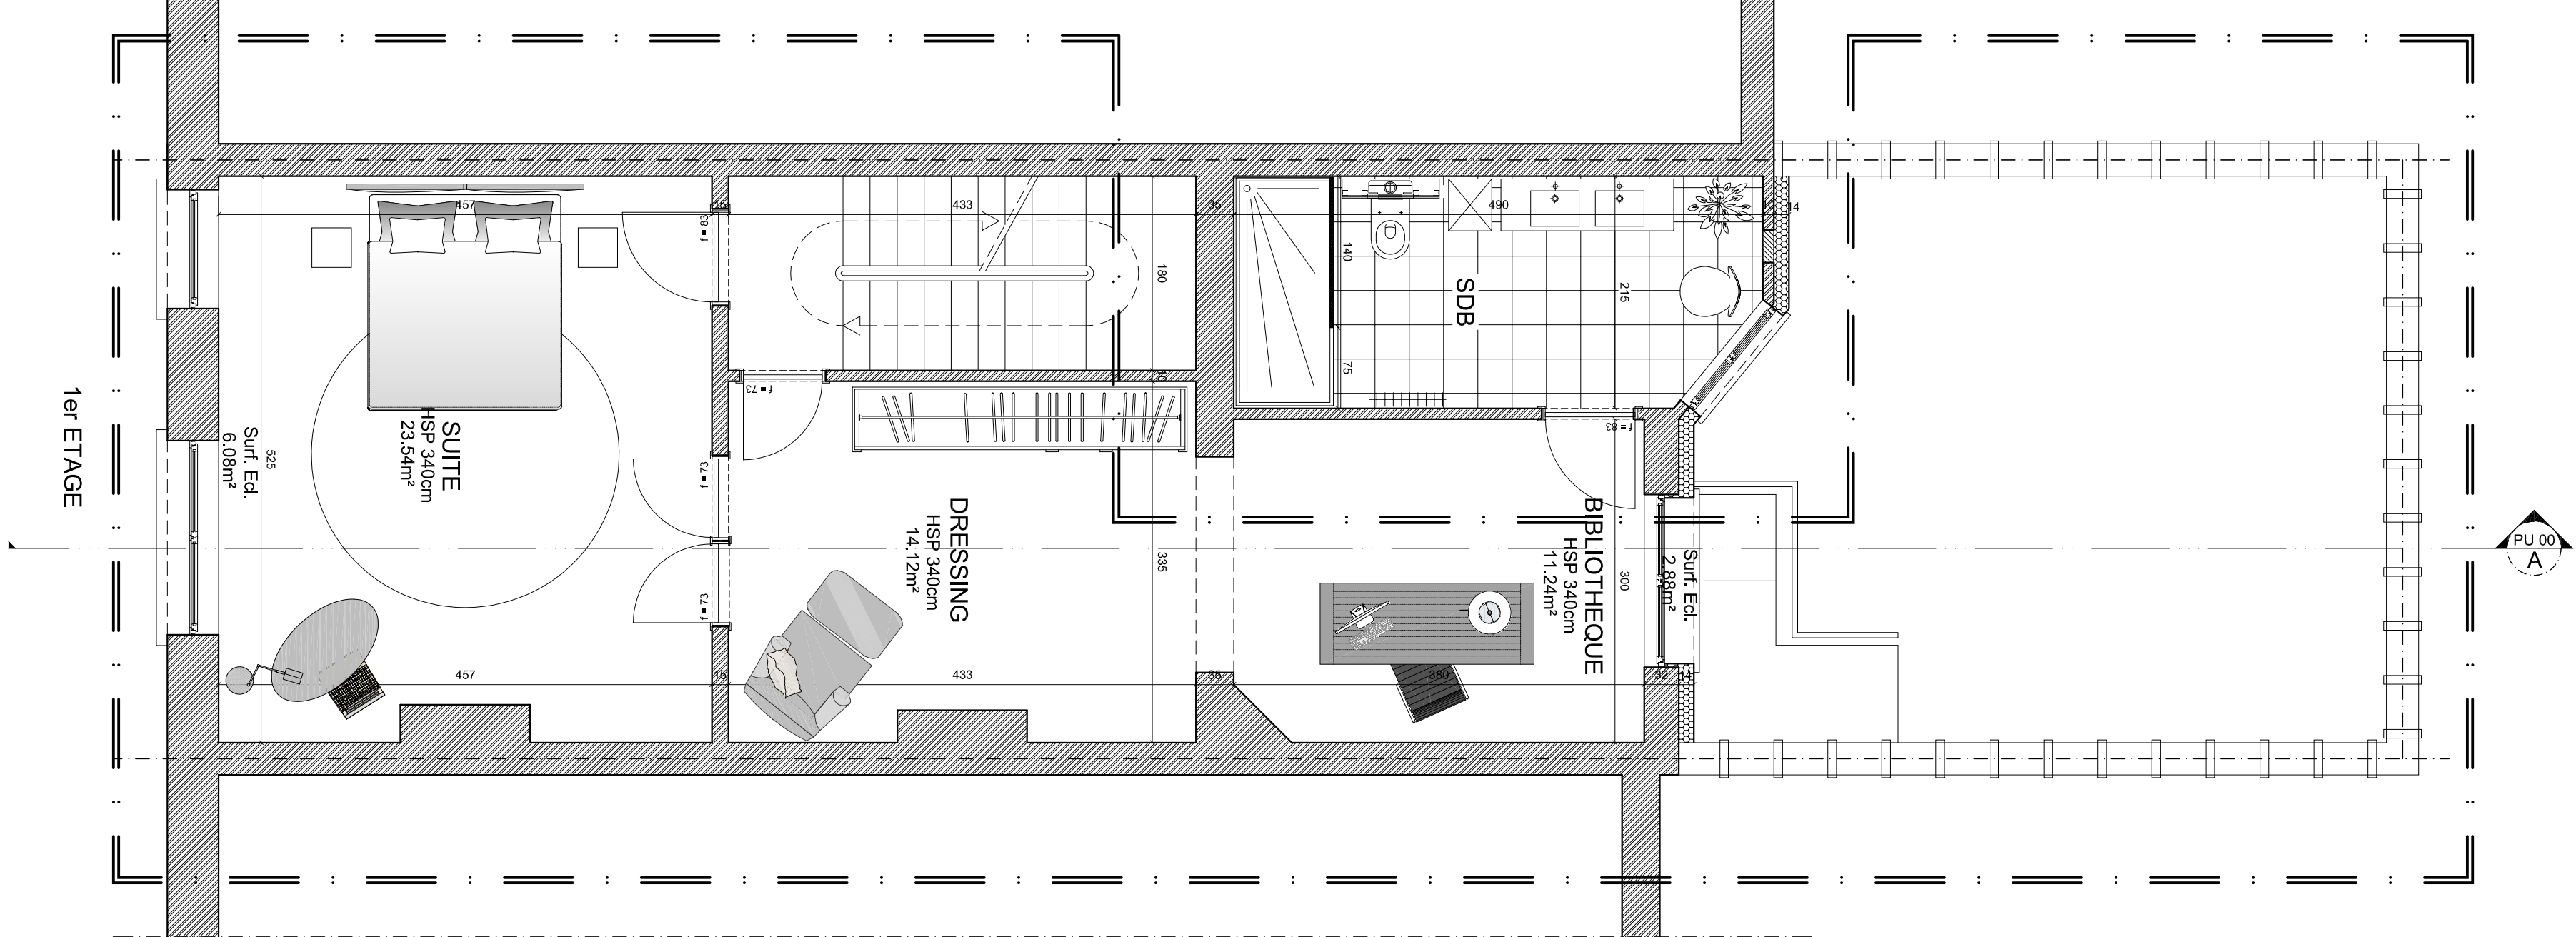 1er ETAGE
SUITE
HSP 340cm
23.54m²
Surf. Ecl.
6.08m²
525
457
15
433
35
490
10
14
f = 83
f = 73
f = 73
f = 73
180
10
335
DRESSING
HSP 340cm
14.12m²
SDB
140
75
215
f = 83
BIBLIOTHEQUE
HSP 340cm
11.24m²
300
Surf. Ecl.
2.88m²
457
15
433
35
380
32
14
PU 00
A